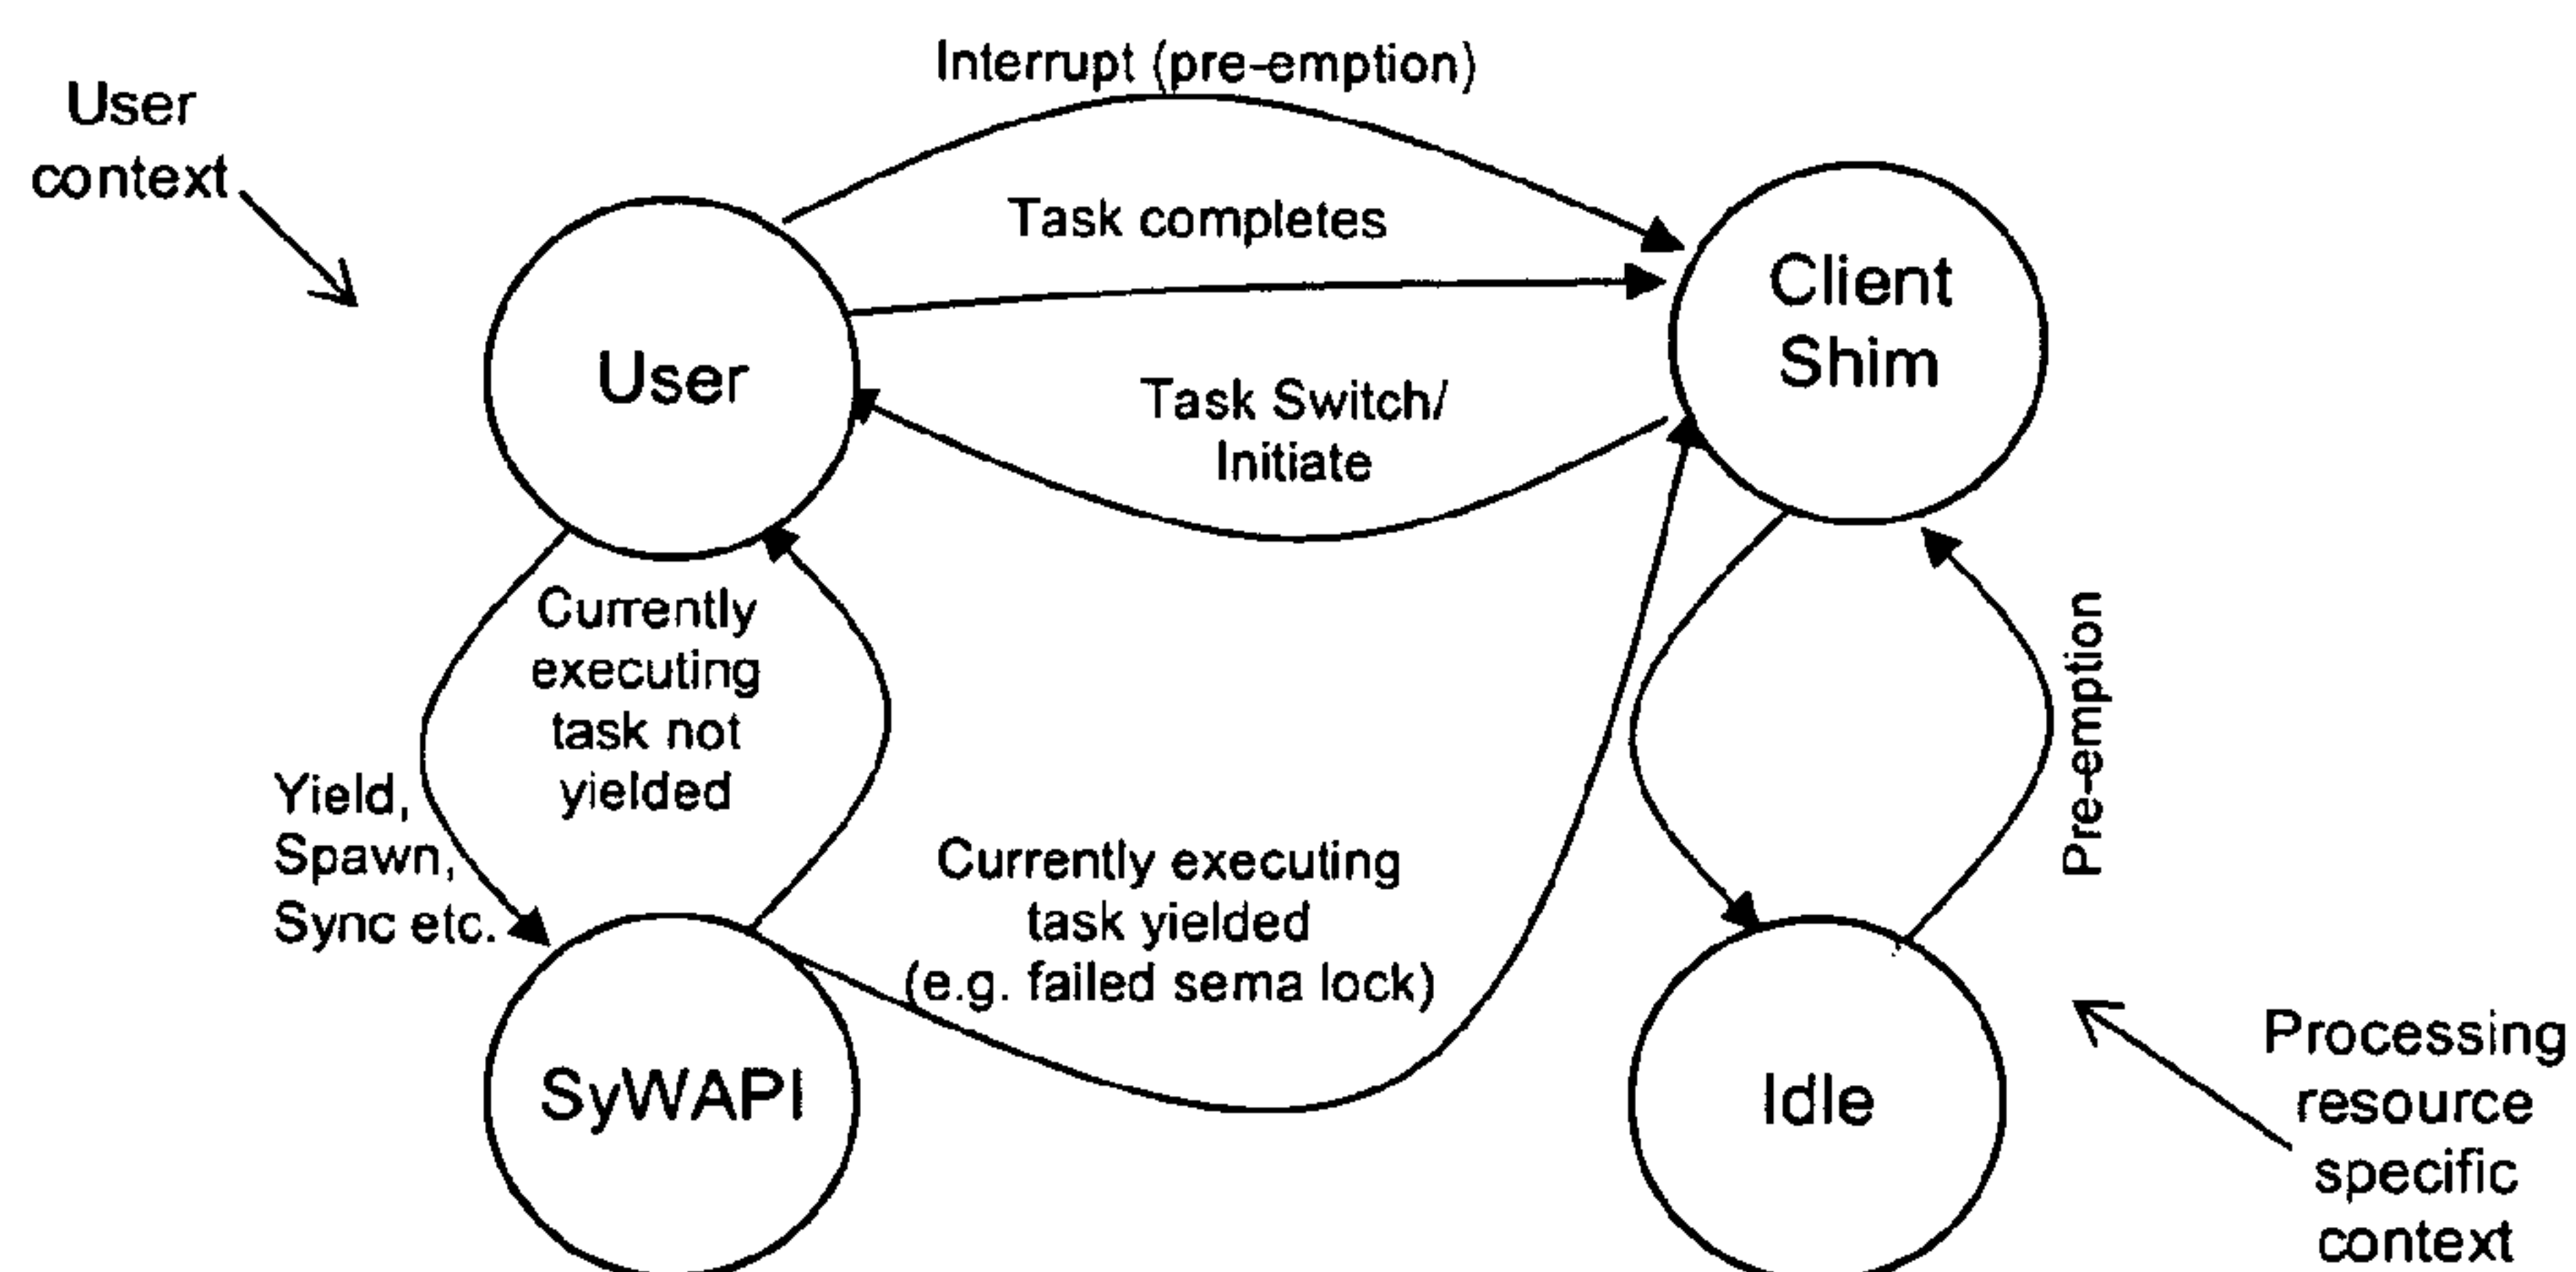 Interrupt (pre-emption)
User
context
Task completes
Client
Shim
User
Task Switch/
Initiate
Currently
executing
task not
yielded
Yield,
Spawn,
Sync etc.
Pre-emption
Currently executing
task yielded
(e.g. failed sema lock)
SyWAPI
Idle
Processing
resource
specific
context